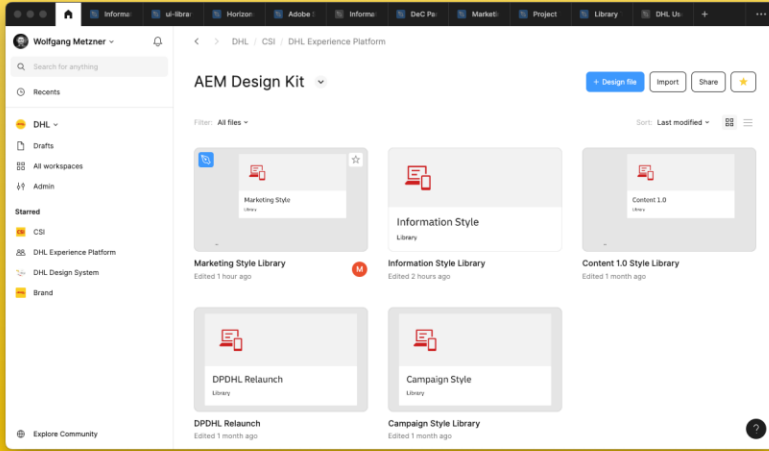 Informa
ui-librar
Horizon
Adobe
Informa
DeC Pa
Marketi
Project
Library
DHL Us
Wolfgang Metzner
DHL / CSI / DHL Experience Platform
Search for anything
Recents
AEM Design Kit
+ Design file
Import
Share
DHL
Drafts
All workspaces
Admin
Starred
CSI
DHL Experience Platform
DHL Design System
Brand
Explore Community
Filter: All files
Sort: Last modified
Marketing Style
Library
Marketing Style Library
Edited 1 hour ago
M
Information Style
Library
Information Style Library
Edited 2 hours ago
Content 1.0
Library
Content 1.0 Style Library
Edited 1 month ago
DPDHL Relaunch
Library
DPDHL Relaunch
Edited 1 month ago
Campaign Style
Library
Campaign Style Library
Edited 1 month ago
?